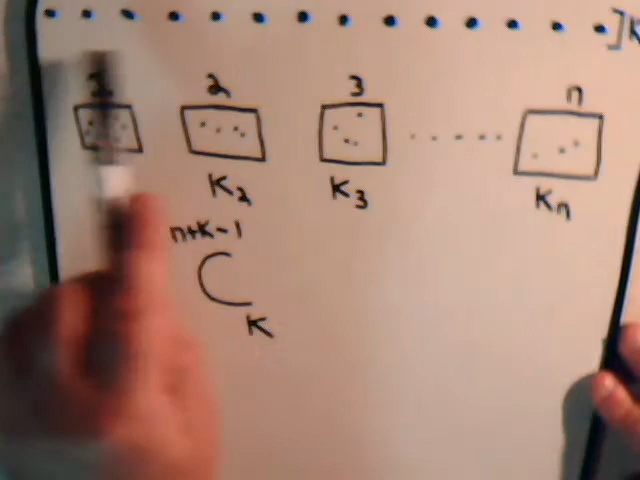 ]K
2 3 n
K₂ K₃ Kₙ
n+K-1
C
K